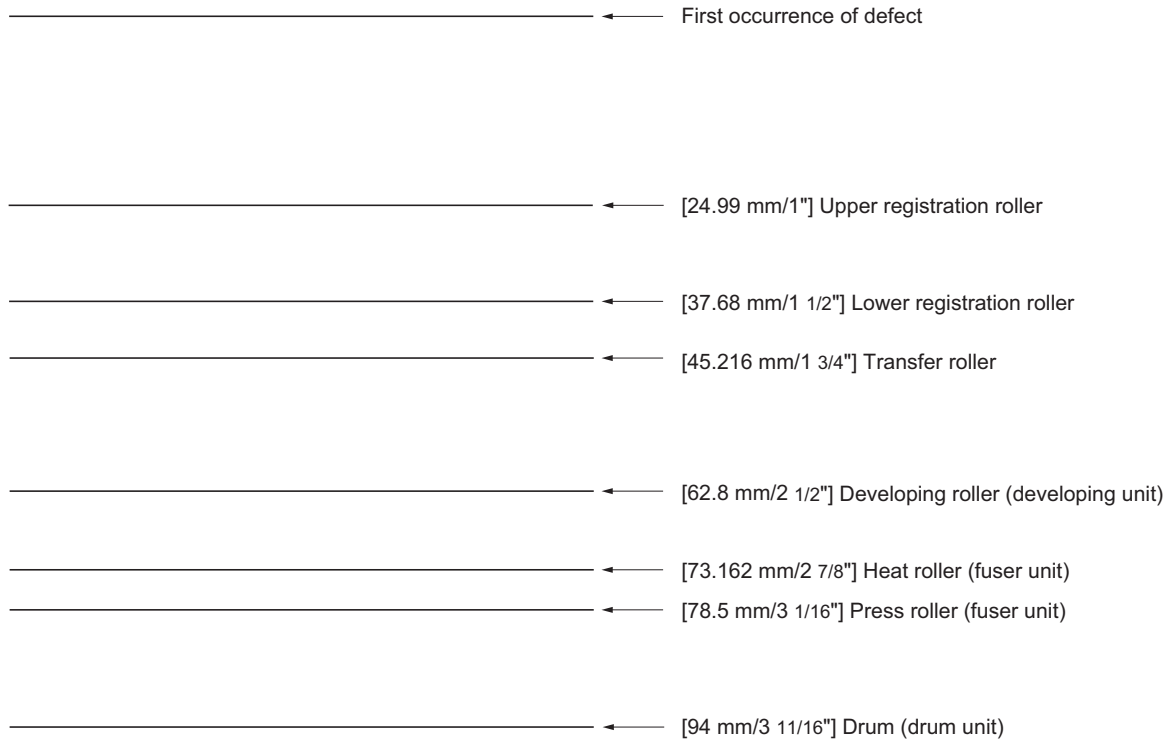 First occurrence of defect
[24.99 mm/1"] Upper registration roller
[37.68 mm/1 1/2"] Lower registration roller
[45.216 mm/1 3/4"] Transfer roller
[62.8 mm/2 1/2"] Developing roller (developing unit)
[73.162 mm/2 7/8"] Heat roller (fuser unit)
[78.5 mm/3 1/16"] Press roller (fuser unit)
[94 mm/3 11/16"] Drum (drum unit)